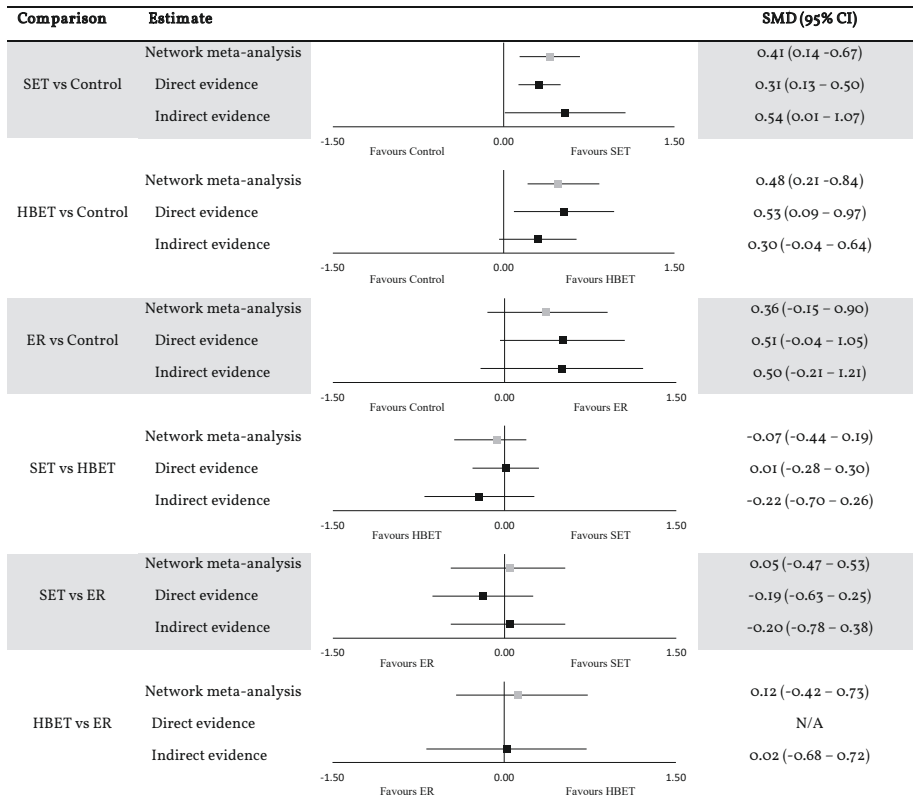 Comparison Estimate SMD (95% CI)
Network meta-analysis 0.41 (0.14 -0.67)
SET vs Control Direct evidence 0.31 (0.13 – 0.50)
Indirect evidence 0.54 (0.01 – 1.07)
-1.50 0.00 1.50
Favours Control Favours SET
Network meta-analysis 0.48 (0.21 -0.84)
HBET vs Control Direct evidence 0.53 (0.09 – 0.97)
Indirect evidence 0.30 (-0.04 – 0.64)
-1.50 0.00 1.50
Favours Control Favours HBET
Network meta-analysis 0.36 (-0.15 – 0.90)
ER vs Control Direct evidence 0.51 (-0.04 – 1.05)
Indirect evidence 0.50 (-0.21 – 1.21)
-1.50 0.00 1.50
Favours Control Favours ER
Network meta-analysis -0.07 (-0.44 – 0.19)
SET vs HBET Direct evidence 0.01 (-0.28 – 0.30)
Indirect evidence -0.22 (-0.70 – 0.26)
-1.50 0.00 1.50
Favours HBET Favours SET
Network meta-analysis 0.05 (-0.47 – 0.53)
SET vs ER Direct evidence -0.19 (-0.63 – 0.25)
Indirect evidence -0.20 (-0.78 – 0.38)
-1.50 0.00 1.50
Favours ER Favours SET
Network meta-analysis 0.12 (-0.42 – 0.73)
HBET vs ER Direct evidence N/A
Indirect evidence 0.02 (-0.68 – 0.72)
-1.50 0.00 1.50
Favours ER Favours HBET